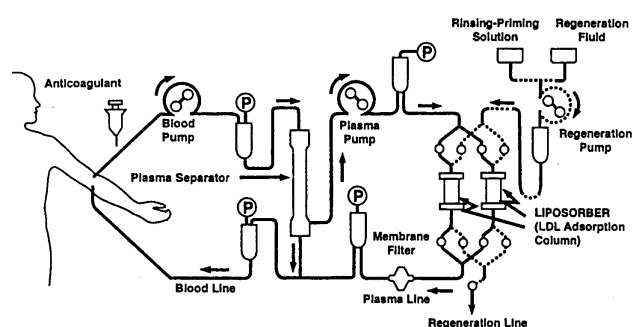 Rinsing-Priming
Solution
Regeneration
Fluid
P
Anticoagulant
P
P
Blood
Pump
Plasma
Pump
Regeneration
Pump
Plasma Separator
P
P
LIPOSORBER
(LDL Adsorption
Column)
Membrane
Filter
Blood Line
Plasma Line
Regeneration Line